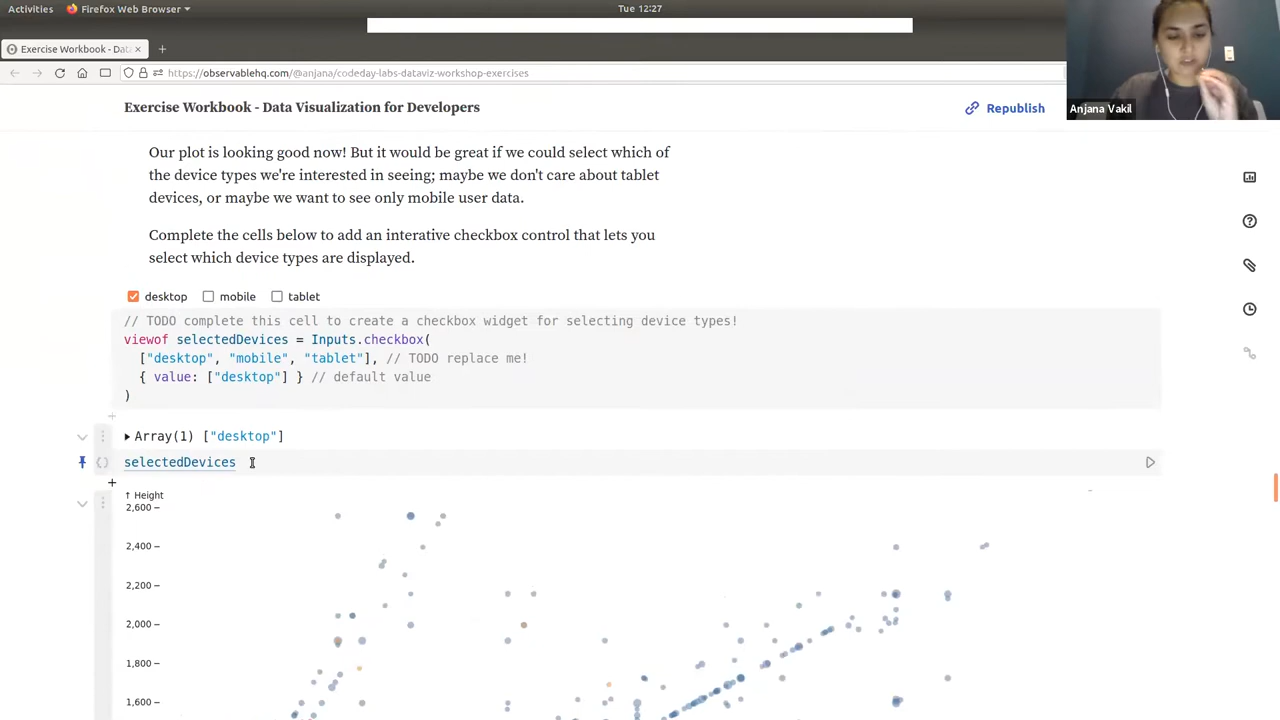 Activities Firefox Web Browser Tue 12:27
Exercise Workbook - Dat
https://observablehq.com/@anjana/codeday-labs-dataviz-workshop-exercises
Anjana Vakil
Exercise Workbook - Data Visualization for Developers Republish
Our plot is looking good now! But it would be great if we could select which of
the device types we're interested in seeing; maybe we don't care about tablet
devices, or maybe we want to see only mobile user data.
Complete the cells below to add an interative checkbox control that lets you
select which device types are displayed.
desktop mobile tablet
// TODO complete this cell to create a checkbox widget for selecting device types!
viewof selectedDevices = Inputs.checkbox(
["desktop", "mobile", "tablet"], // TODO replace me!
{ value: ["desktop"] } // default value
)
Array(1) ["desktop"]
selectedDevices
↑ Height
2,600
2,400
2,200
2,000
1,800
1,600